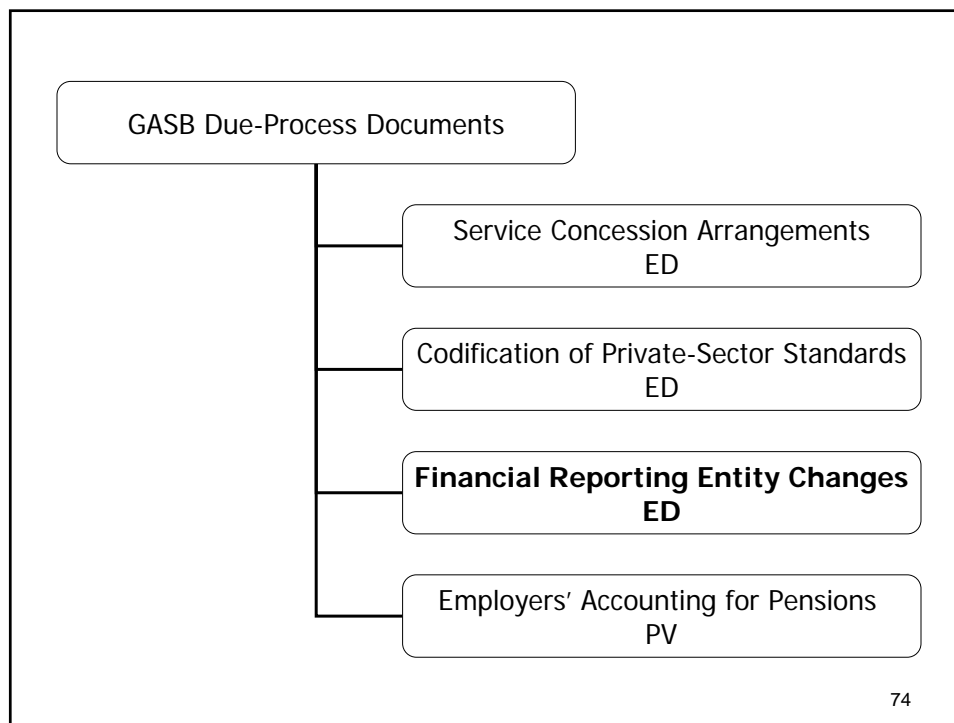 GASB Due-Process Documents
Service Concession Arrangements
ED
Codification of Private-Sector Standards
ED
Financial Reporting Entity Changes
ED
Employers’ Accounting for Pensions
PV
74